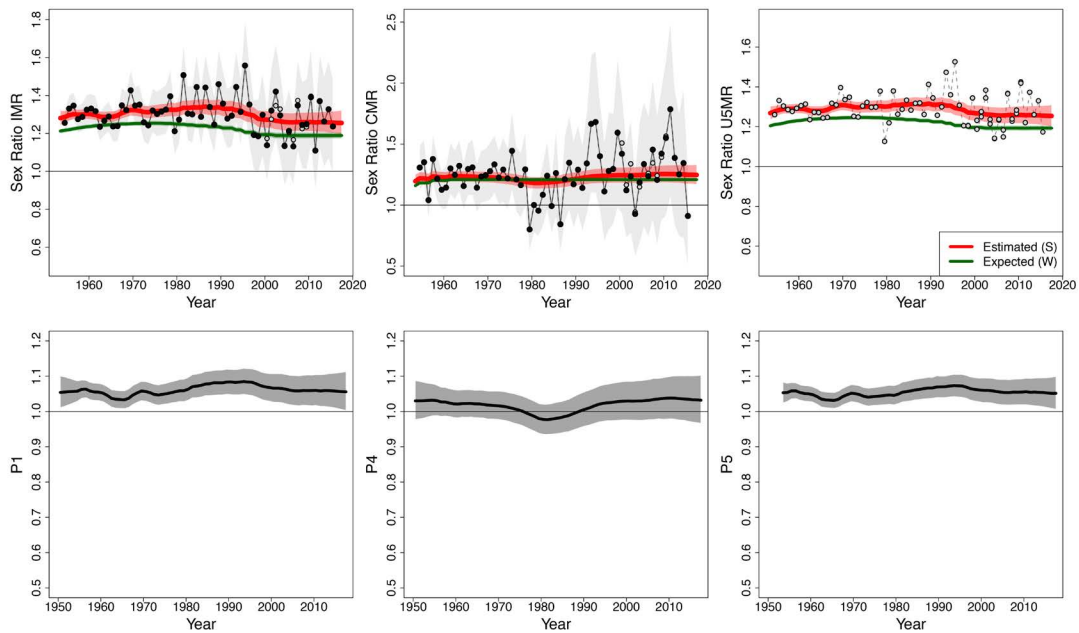 Sex Ratio IMR
0.6 0.8 1.0 1.2 1.4 1.6 1.8
1960 1970 1980 1990 2000 2010 2020
Year
Sex Ratio CMR
0.5 1.0 1.5 2.0 2.5
1960 1970 1980 1990 2000 2010 2020
Year
Sex Ratio U5MR
0.6 0.8 1.0 1.2 1.4 1.6
1960 1970 1980 1990 2000 2010 2020
Year
Estimated (S)
Expected (W)
P1
0.5 0.6 0.7 0.8 0.9 1.0 1.1 1.2
1950 1960 1970 1980 1990 2000 2010
Year
P4
0.5 0.6 0.7 0.8 0.9 1.0 1.1 1.2
1950 1960 1970 1980 1990 2000 2010
Year
P5
0.5 0.6 0.7 0.8 0.9 1.0 1.1 1.2
1950 1960 1970 1980 1990 2000 2010
Year